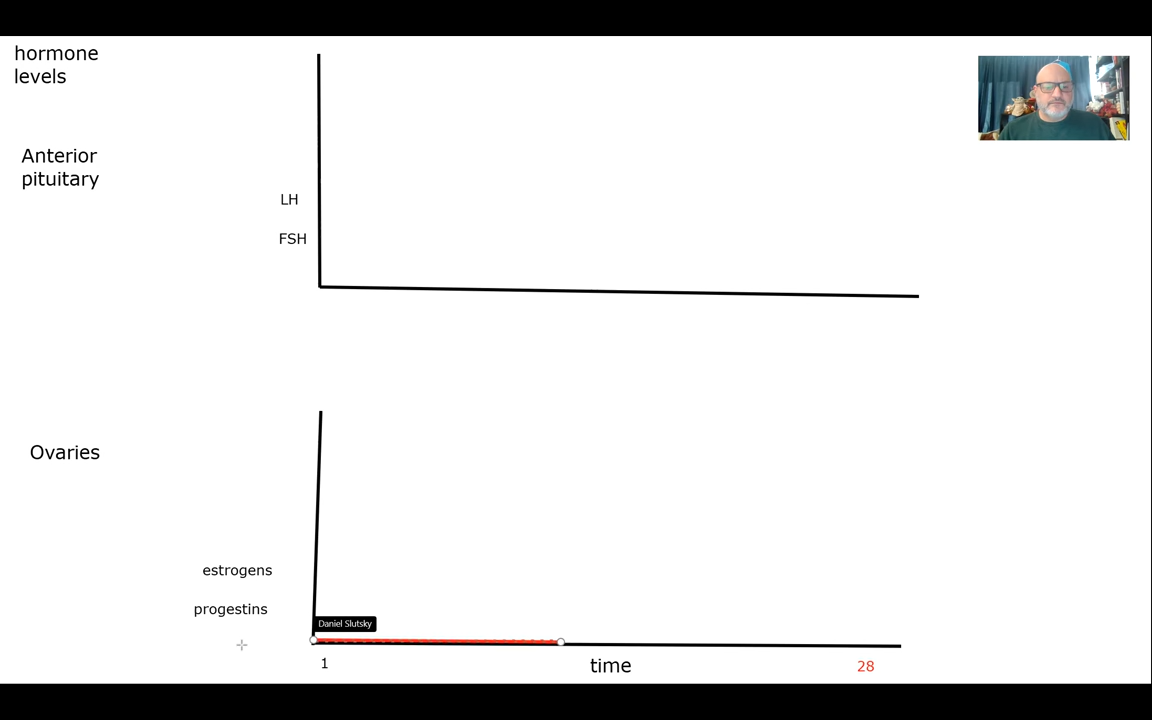 hormone
levels
Anterior
pituitary
LH
FSH
Ovaries
estrogens
progestins
Daniel Slutsky
1
time
28